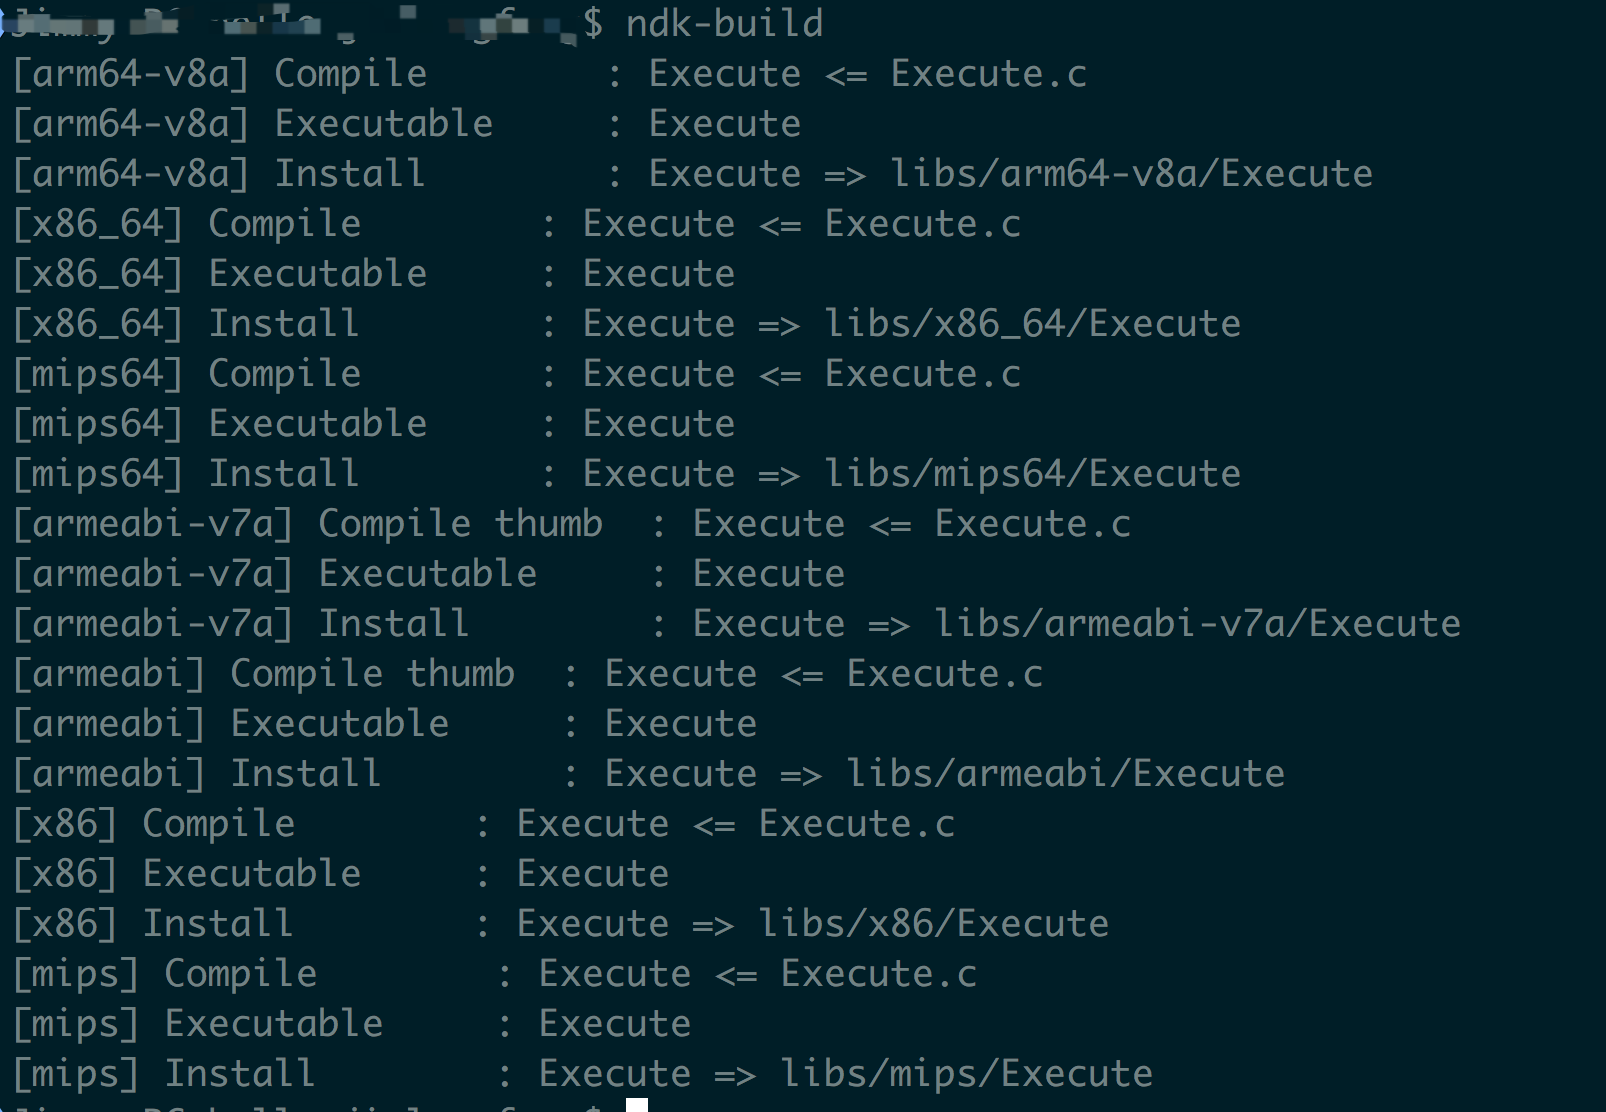 $ ndk-build
[arm64-v8a] Compile        : Execute <= Execute.c
[arm64-v8a] Executable     : Execute
[arm64-v8a] Install        : Execute => libs/arm64-v8a/Execute
[x86_64] Compile        : Execute <= Execute.c
[x86_64] Executable     : Execute
[x86_64] Install        : Execute => libs/x86_64/Execute
[mips64] Compile        : Execute <= Execute.c
[mips64] Executable     : Execute
[mips64] Install        : Execute => libs/mips64/Execute
[armeabi-v7a] Compile thumb  : Execute <= Execute.c
[armeabi-v7a] Executable     : Execute
[armeabi-v7a] Install        : Execute => libs/armeabi-v7a/Execute
[armeabi] Compile thumb  : Execute <= Execute.c
[armeabi] Executable     : Execute
[armeabi] Install        : Execute => libs/armeabi/Execute
[x86] Compile        : Execute <= Execute.c
[x86] Executable     : Execute
[x86] Install        : Execute => libs/x86/Execute
[mips] Compile        : Execute <= Execute.c
[mips] Executable     : Execute
[mips] Install        : Execute => libs/mips/Execute
$